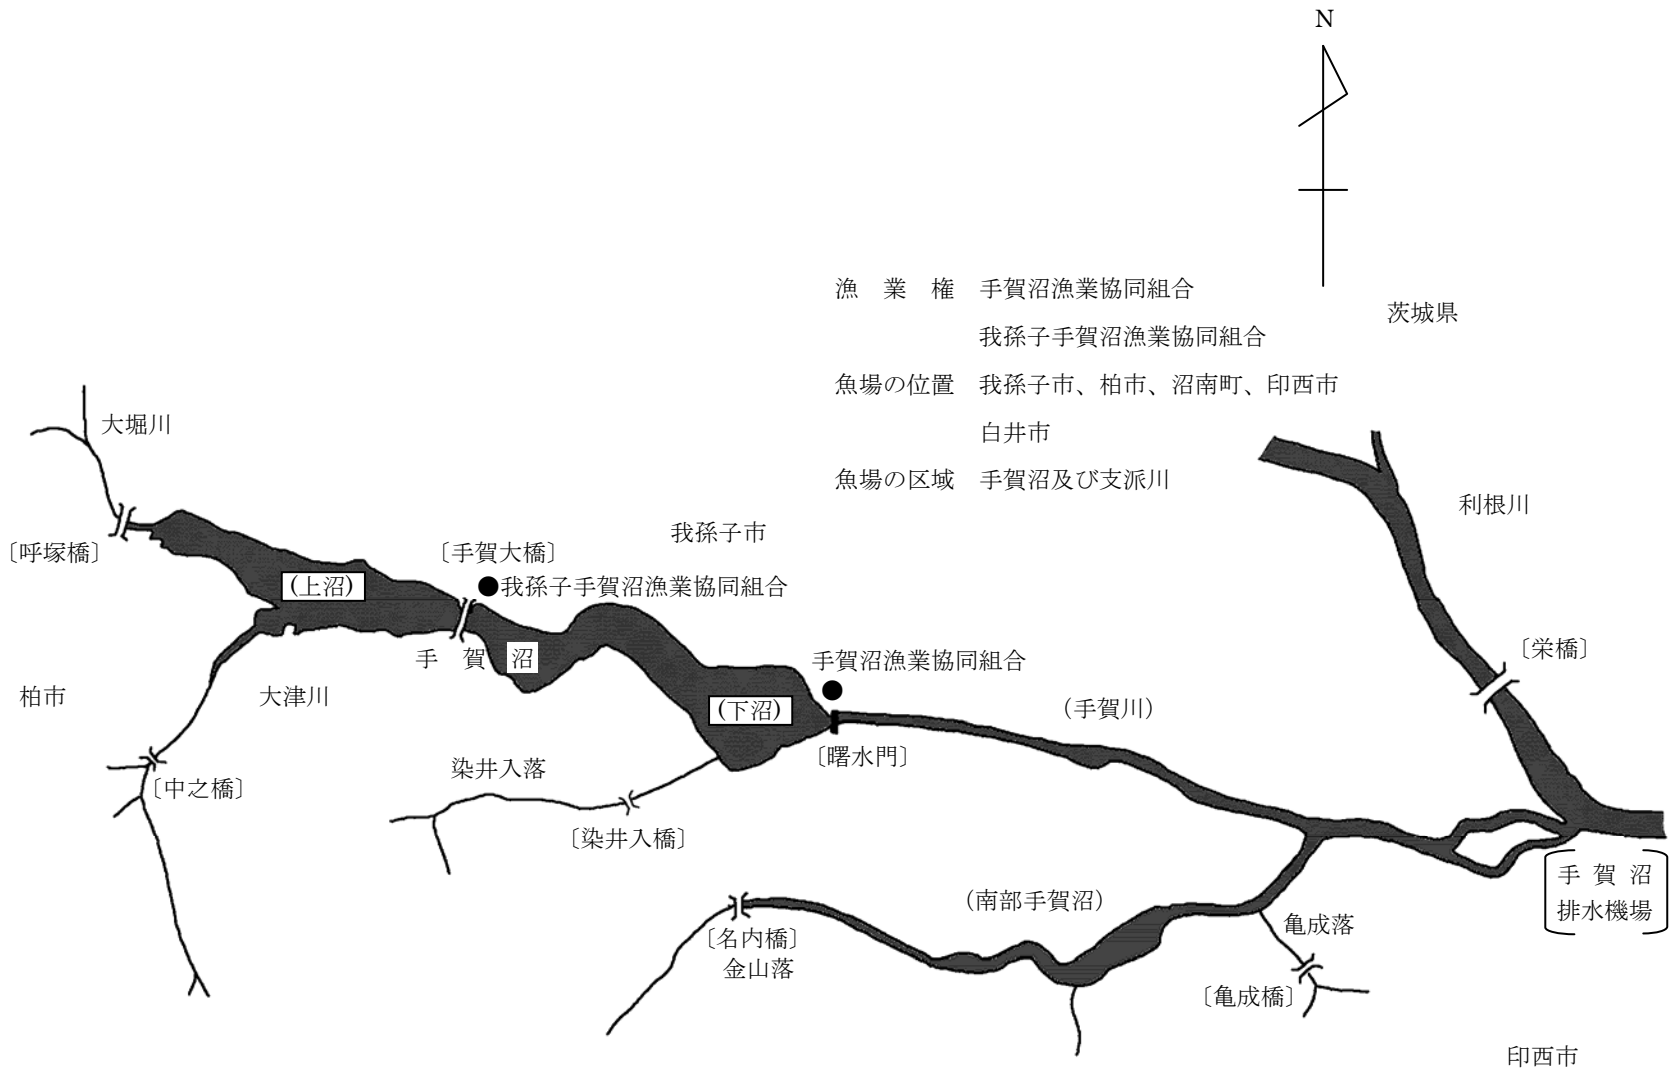 N
漁 業 権 手賀沼漁業協同組合
茨城県
我孫子手賀沼漁業協同組合
魚場の位置 我孫子市、柏市、沼南町、印西市
白井市
魚場の区域 手賀沼及び支派川
大堀川
利根川
我孫子市
〔呼塚橋〕
〔手賀大橋〕
(上沼)
●我孫子手賀沼漁業協同組合
手 賀 沼
手賀沼漁業協同組合
〔栄橋〕
柏市
大津川
(下沼)
(手賀川)
〔曙水門〕
染井入落
〔中之橋〕
〔染井入橋〕
手 賀 沼
排水機場
(南部手賀沼)
亀成落
〔名内橋〕
金山落
〔亀成橋〕
印西市